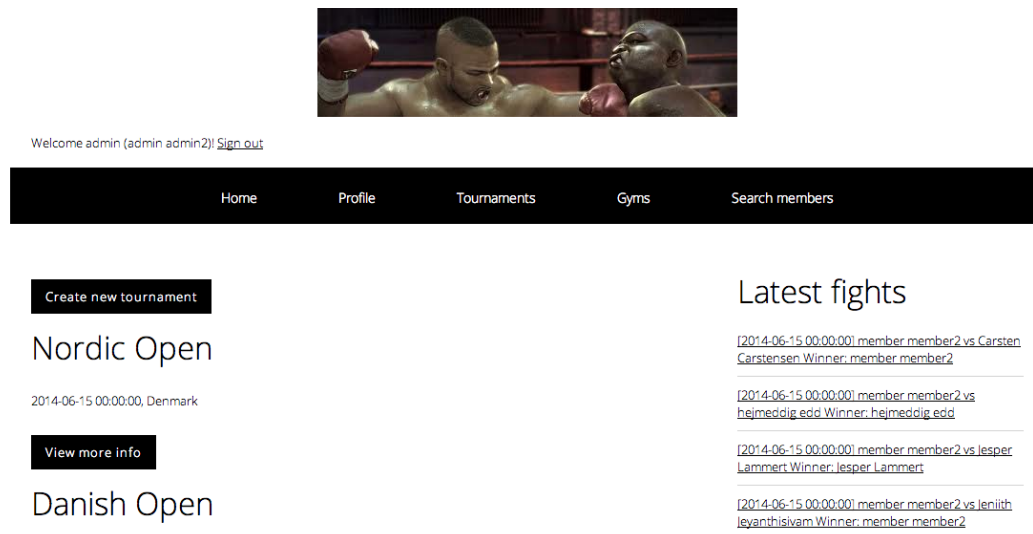 Welcome admin (admin admin2)! Sign out
Home
Profile
Tournaments
Gyms
Search members
Create new tournament
Nordic Open
2014-06-15 00:00:00, Denmark
View more info
Danish Open
Latest fights
[2014-06-15 00:00:00] member member2 vs Carsten
Carstensen Winner: member member2
[2014-06-15 00:00:00] member member2 vs
hejmeddig edd Winner: hejmeddig edd
[2014-06-15 00:00:00] member member2 vs Jesper
Lammert Winner: Jesper Lammert
[2014-06-15 00:00:00] member member2 vs Jeniith
Jeyanthisivam Winner: member member2